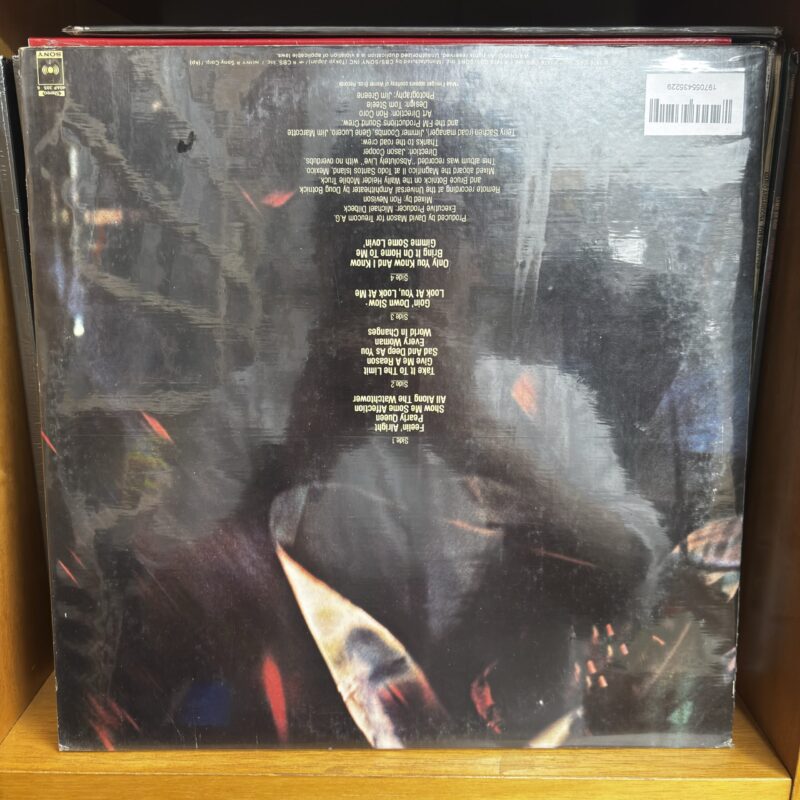 Side 1
Feelin' Alright
Pearly Queen
Show Me Some Affection
All Along The Watchtower
Side 2
Take It To The Limit
Give Me A Reason
Sad And Deep As You
Every Woman
World In Changes
Side 3
Goin' Down Slow*
Look At You, Look At Me
Side 4
Only You Know And I Know
Bring It On Home To Me
Gimme Some Lovin'
Produced by David Mason for Treucom A.G.
Executive Producer: Michael Dilbeck
Mixed by: Ron Nevison
Remote recording at the Universal Amphitheater by Doug Botnick
and Bruce Botnick on the Wally Heider Mobile Truck
Mixed aboard the Magnifico II at Todo Santos Island, Mexico.
This album was recorded "Absolutely Live" with no overdubs.
Direction: Jason Cooper
Thanks to the road crew:
Terry Sachen (road manager), Jimmer Coombs, Gene Lucero, Jim Marcotte
and the FM Productions Sound Crew.
Art Direction: Ron Coro
Design: Tom Steele
Photography: Jim Greene
197055435229
Stereo
SONY